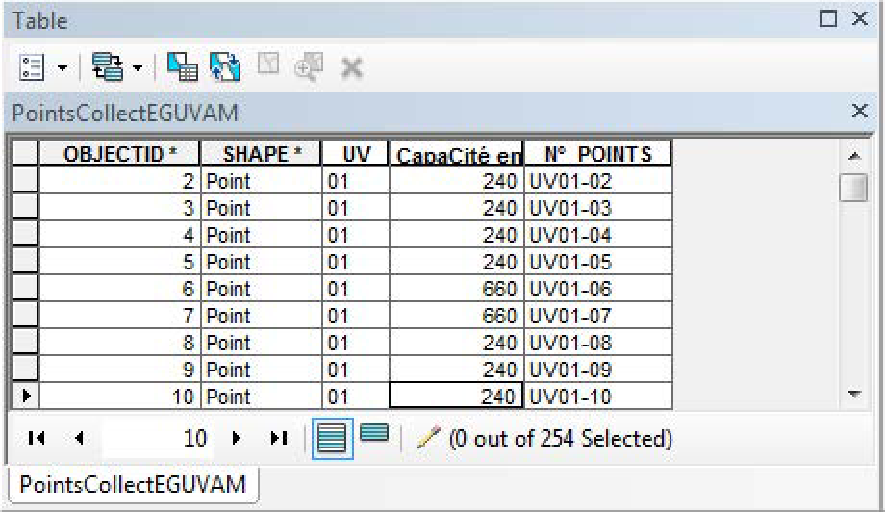 Table
PointsCollectEGUVAM
OBJECTID * SHAPE * UV CapaCité en N° POINTS
2 Point 01 240 UV01-02
3 Point 01 240 UV01-03
4 Point 01 240 UV01-04
5 Point 01 240 UV01-05
6 Point 01 660 UV01-06
7 Point 01 660 UV01-07
8 Point 01 240 UV01-08
9 Point 01 240 UV01-09
10 Point 01 240 UV01-10
10 (0 out of 254 Selected)
PointsCollectEGUVAM